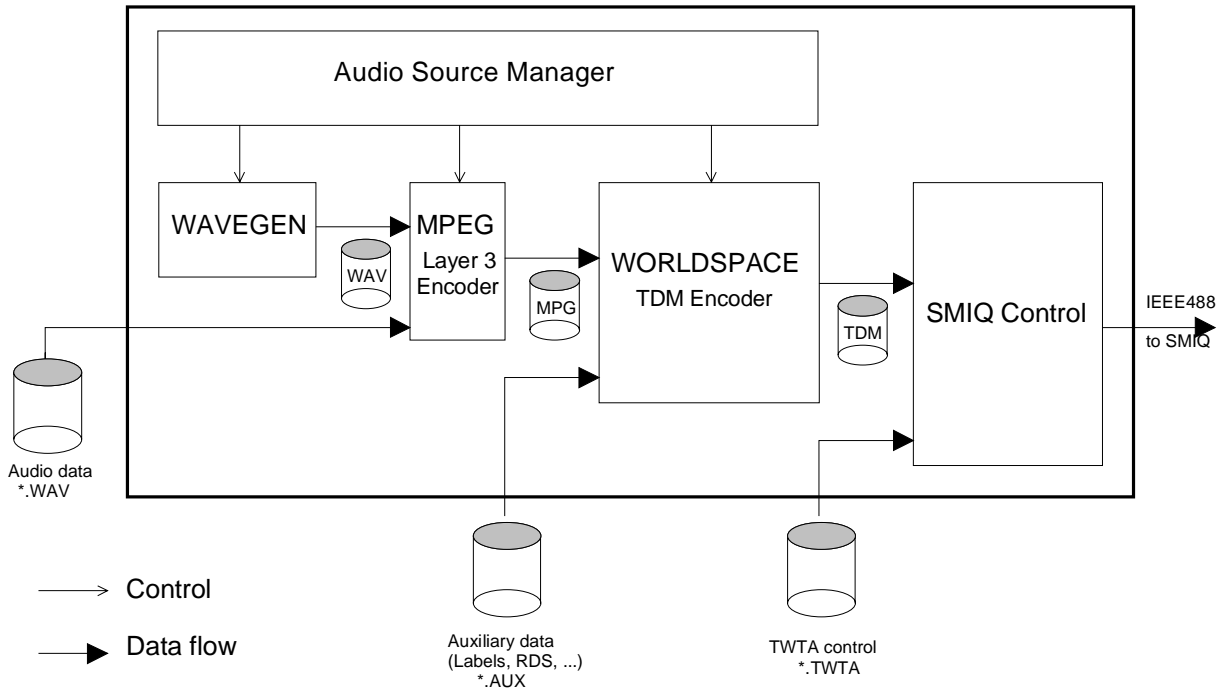 Audio Source Manager
WAVEGEN
WAV
MPEG
Layer 3
Encoder
MPG
WORLDSPACE
TDM Encoder
TDM
SMIQ Control
IEEE488
to SMIQ
Audio data
*.WAV
Control
Data flow
Auxiliary data
(Labels, RDS, ...)
*.AUX
TWTA control
*.TWTA